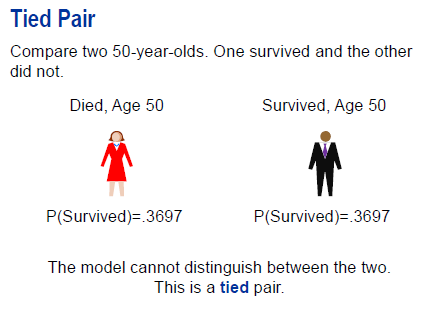 Tied Pair
Compare two 50-year-olds. One survived and the other
did not.
Died, Age 50
Survived, Age 50
P(Survived)=.3697
P(Survived)=.3697
The model cannot distinguish between the two.
This is a tied pair.